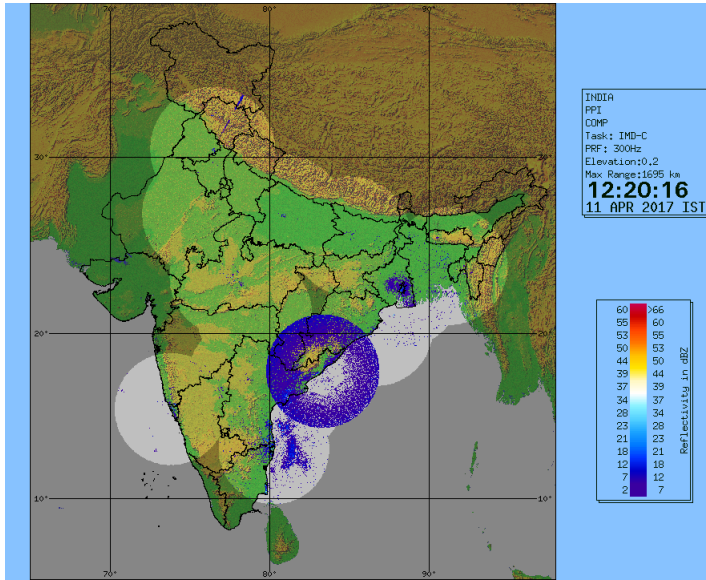 70° 80° 90°
INDIA
PPI
COMP
Task: IMD-C
PRF: 300Hz
Elevation:0.2
Max Range:1695 km
12:20:16
11 APR 2017 IST
30° 30°
20° 20°
10° 10°
70° 80° 90°
60 >66
55 60
53 55
50 53
44 50
39 44
37 39
34 37
28 34
23 28
21 23
18 21
12 18
7 12
2 7
Reflectivity in dBZ